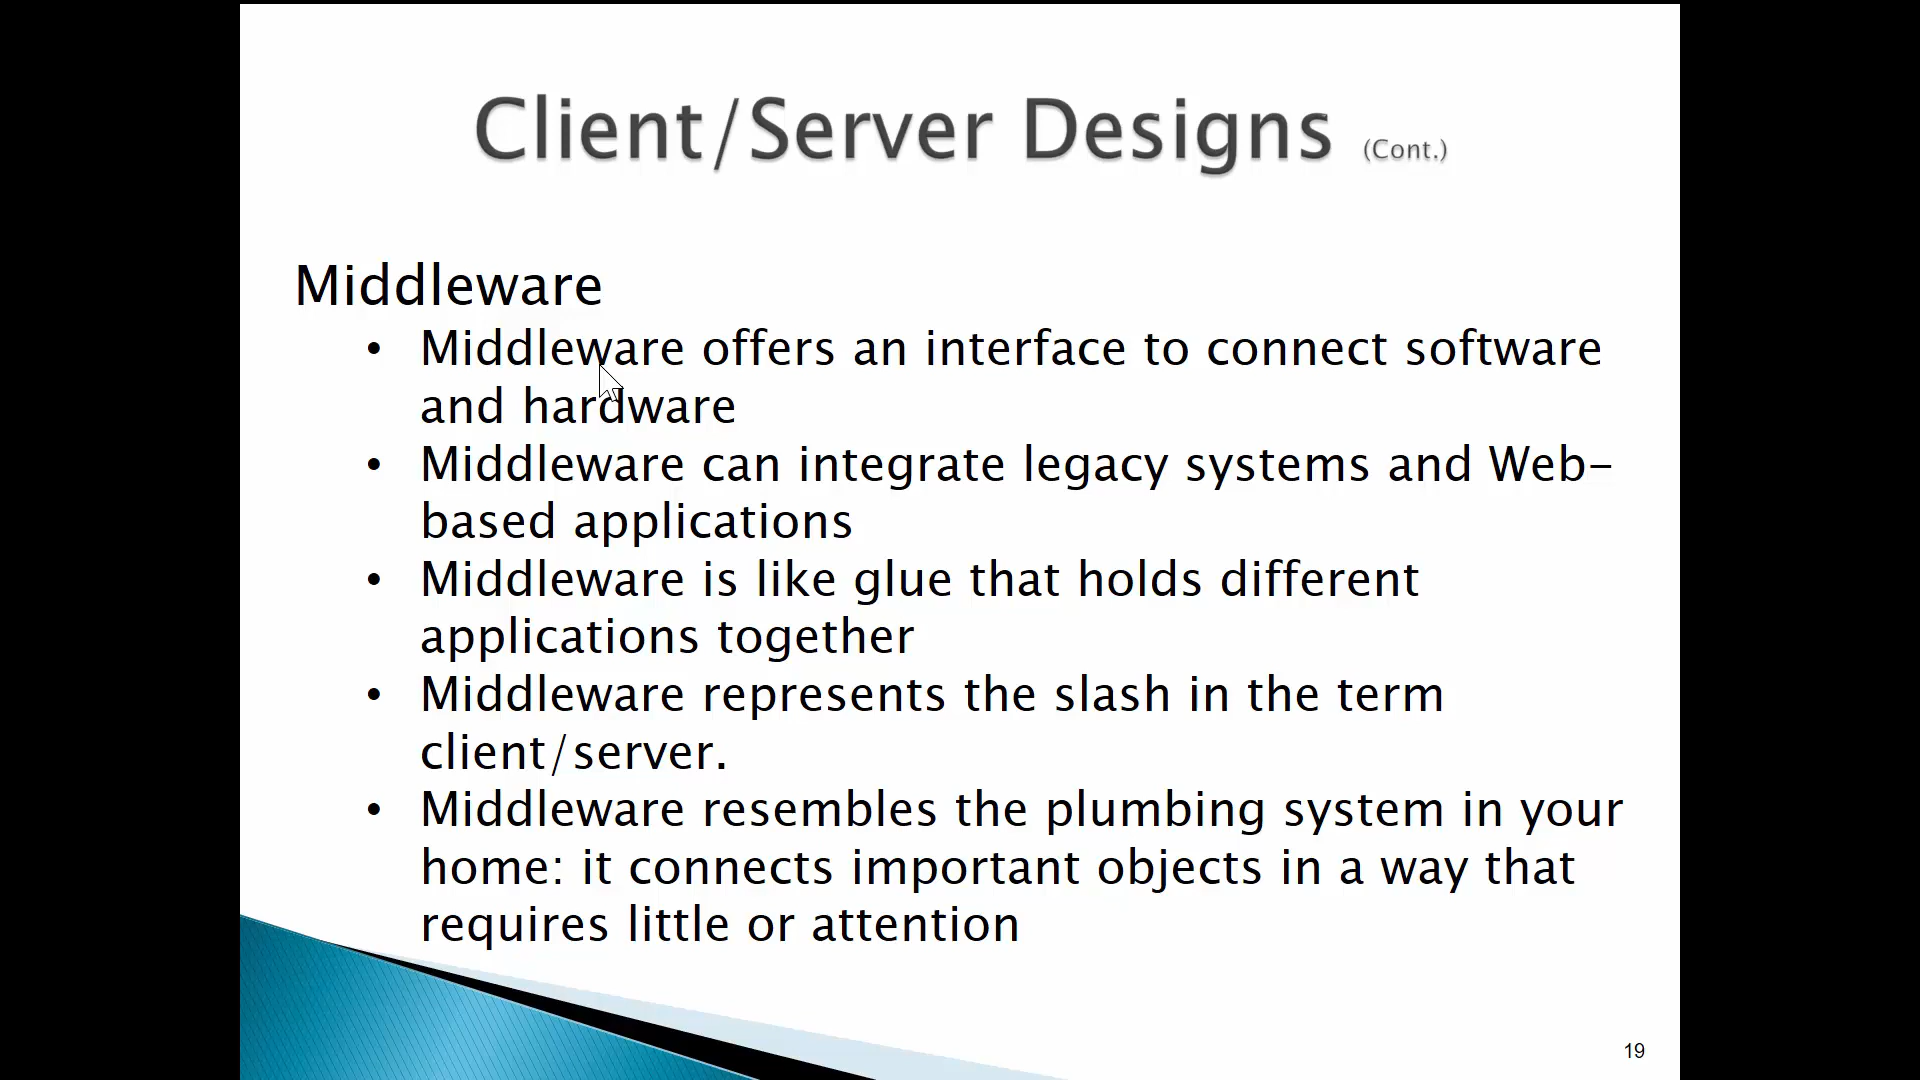 Client/Server Designs (Cont.)
Middleware
• Middleware offers an interface to connect software
and hardware
• Middleware can integrate legacy systems and Web-
based applications
• Middleware is like glue that holds different
applications together
• Middleware represents the slash in the term
client/server.
• Middleware resembles the plumbing system in your
home: it connects important objects in a way that
requires little or attention
19